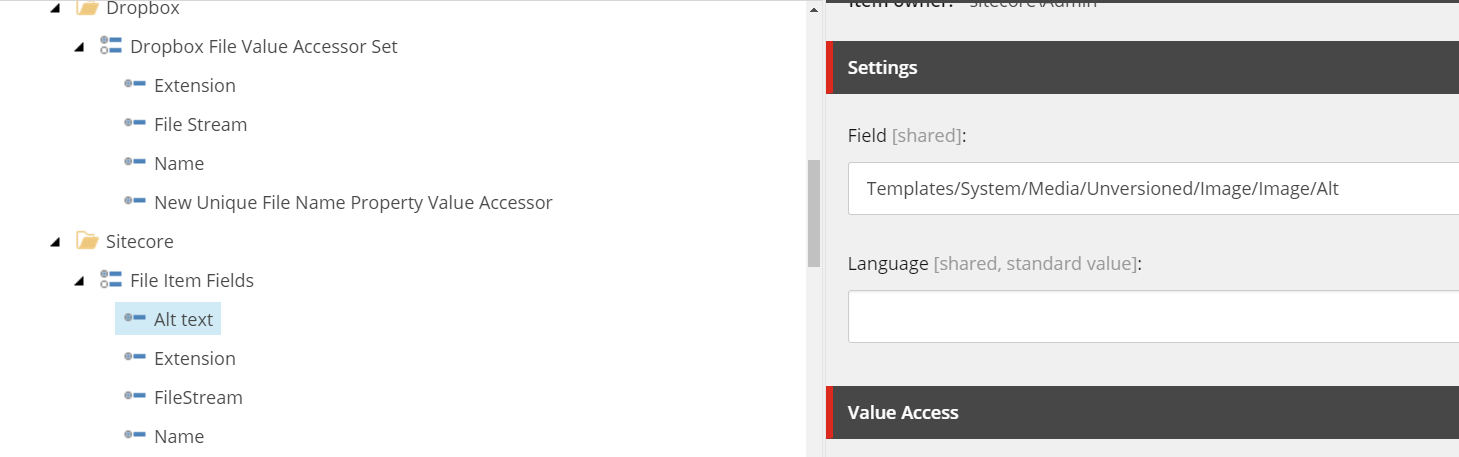 Dropbox
Dropbox File Value Accessor Set
Extension
File Stream
Name
New Unique File Name Property Value Accessor
Sitecore
File Item Fields
Alt text
Extension
FileStream
Name
Item owner: sitecore\Admin
Settings
Field [shared]:
Templates/System/Media/Unversioned/Image/Image/Alt
Language [shared, standard value]:
Value Access